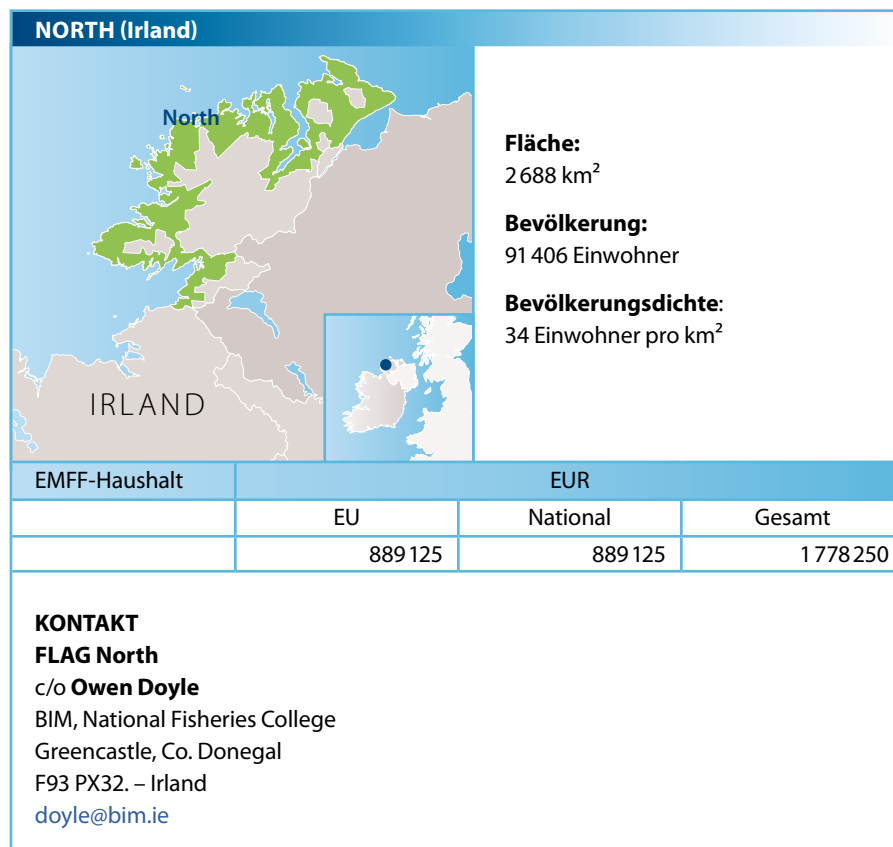 NORTH (Irland)
North
IRLAND
Fläche:
2 688 km²
Bevölkerung:
91 406 Einwohner
Bevölkerungsdichte:
34 Einwohner pro km²
EMFF-Haushalt EUR
EU National Gesamt
889 125 889 125 1 778 250
KONTAKT
FLAG North
c/o Owen Doyle
BIM, National Fisheries College
Greencastle, Co. Donegal
F93 PX32. – Irland
doyle@bim.ie